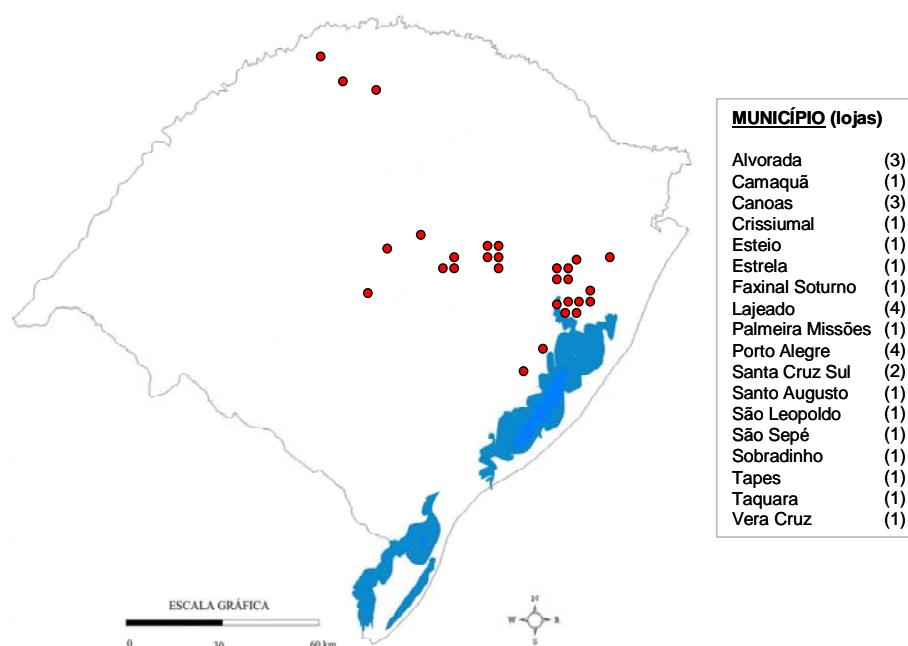 MUNICÍPIO (lojas)
Alvorada (3)
Camaquã (1)
Canoas (3)
Crissiumal (1)
Esteio (1)
Estrela (1)
Faxinal Soturno (1)
Lajeado (4)
Palmeira Missões (1)
Porto Alegre (4)
Santa Cruz Sul (2)
Santo Augusto (1)
São Leopoldo (1)
São Sepé (1)
Sobradinho (1)
Tapes (1)
Taquara (1)
Vera Cruz (1)
ESCALA GRÁFICA
0 30 60 km
N
W E
S